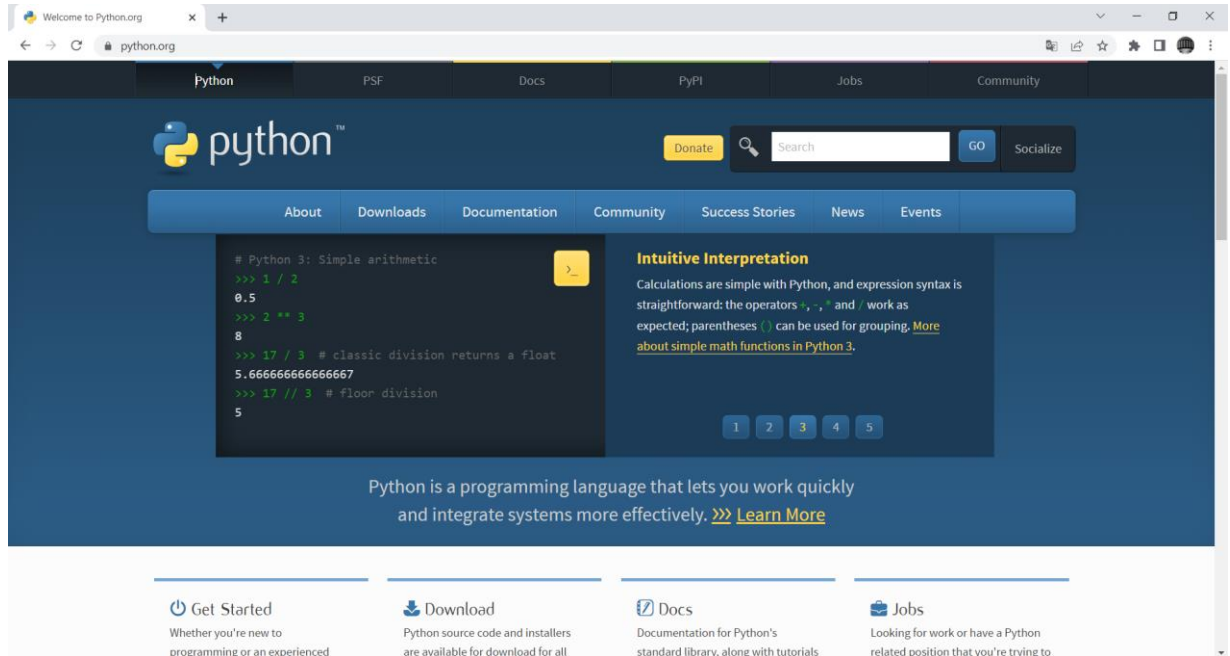 Welcome to Python.org
python.org
Python PSF Docs PyPI Jobs Community
python™
Donate Search GO Socialize
About Downloads Documentation Community Success Stories News Events
# Python 3: Simple arithmetic
>>> 1 / 2
0.5
>>> 2 ** 3
8
>>> 17 / 3  # classic division returns a float
5.666666666666667
>>> 17 // 3  # floor division
5
>_
Intuitive Interpretation
Calculations are simple with Python, and expression syntax is
straightforward: the operators +, -, * and / work as
expected; parentheses () can be used for grouping. More
about simple math functions in Python 3.
1 2 3 4 5
Python is a programming language that lets you work quickly
and integrate systems more effectively. >>> Learn More
Get Started
Whether you're new to
programming or an experienced
Download
Python source code and installers
are available for download for all
Docs
Documentation for Python's
standard library, along with tutorials
Jobs
Looking for work or have a Python
related position that you're trying to